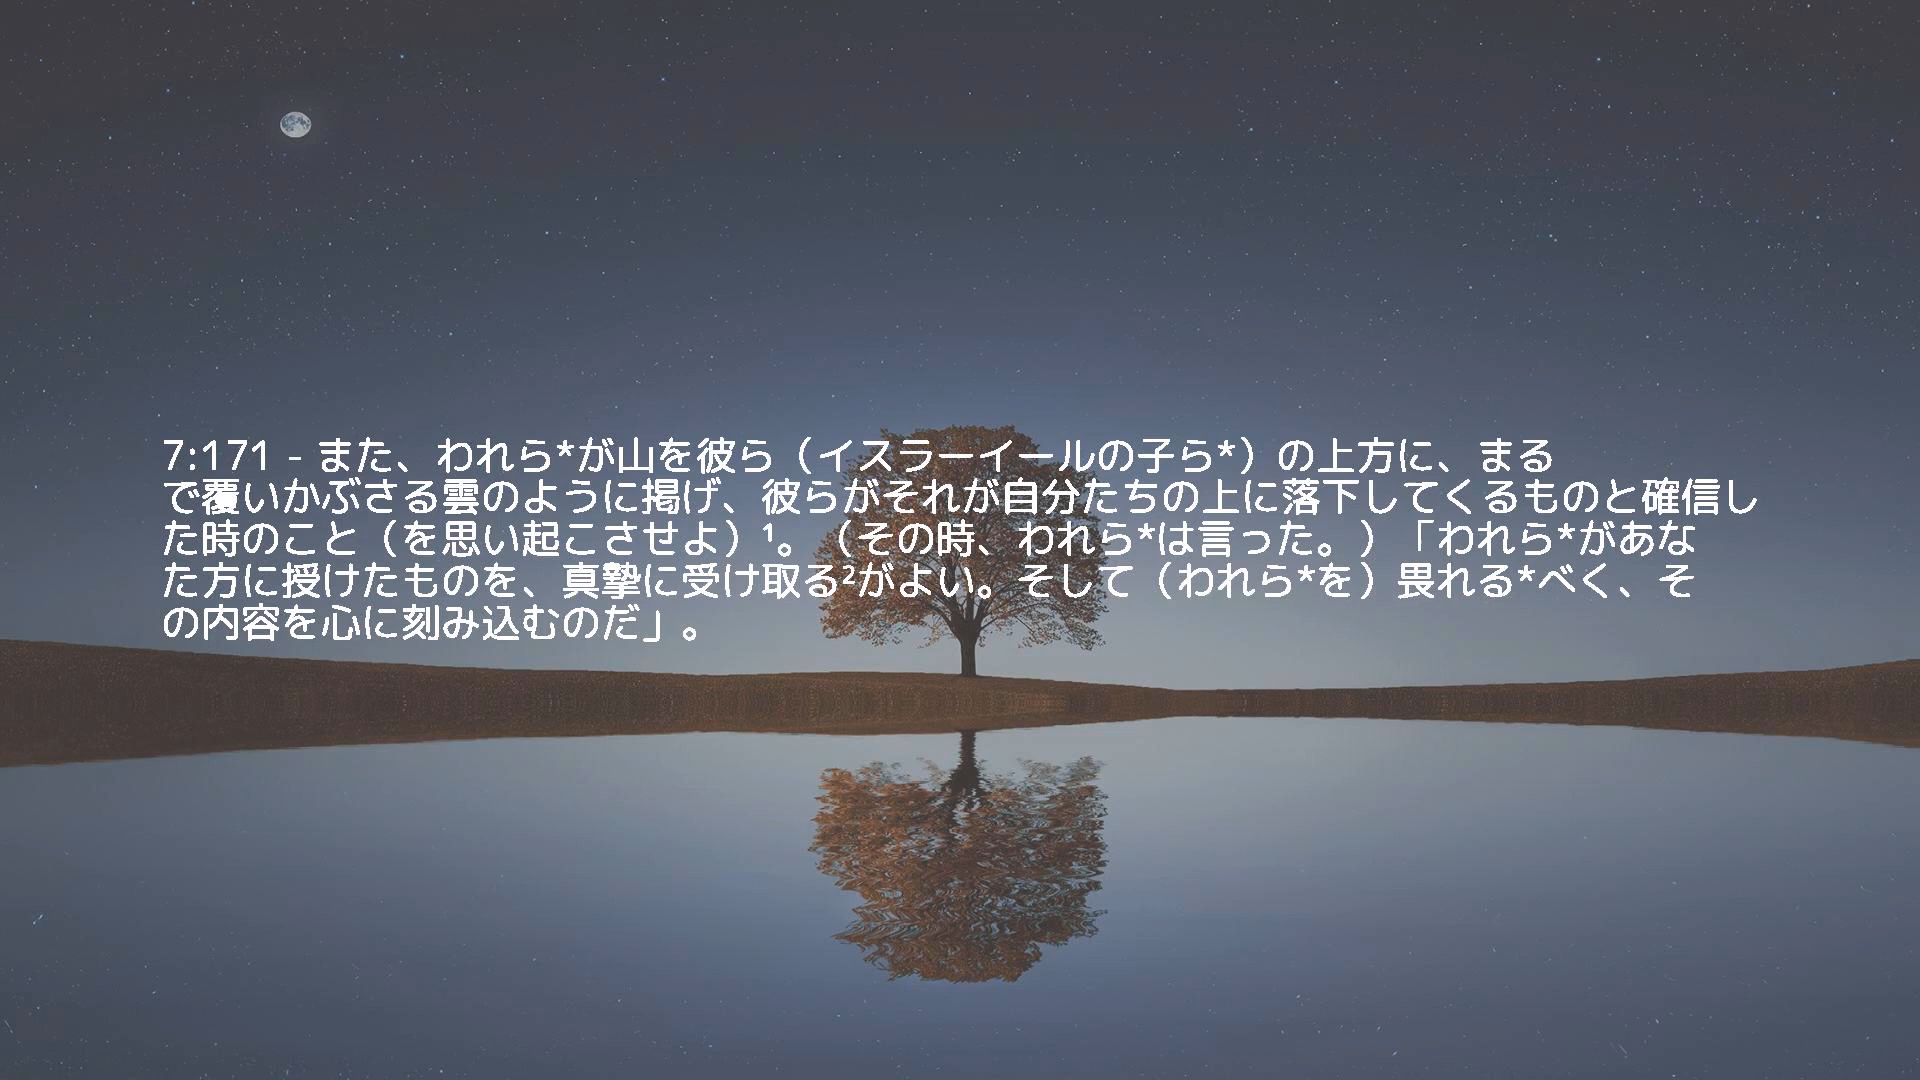 7:171 - また、われら*が山を彼ら（イスラーイールの子ら*）の上方に、まる
で覆いかぶさる雲のように掲げ、彼らがそれが自分たちの上に落下してくるものと確信し
た時のこと（を思い起こさせよ）¹。（その時、われら*は言った。）「われら*があな
た方に授けたものを、真摯に受け取る²がよい。そして（われら*を）畏れる*べく、そ
の内容を心に刻み込むのだ」。